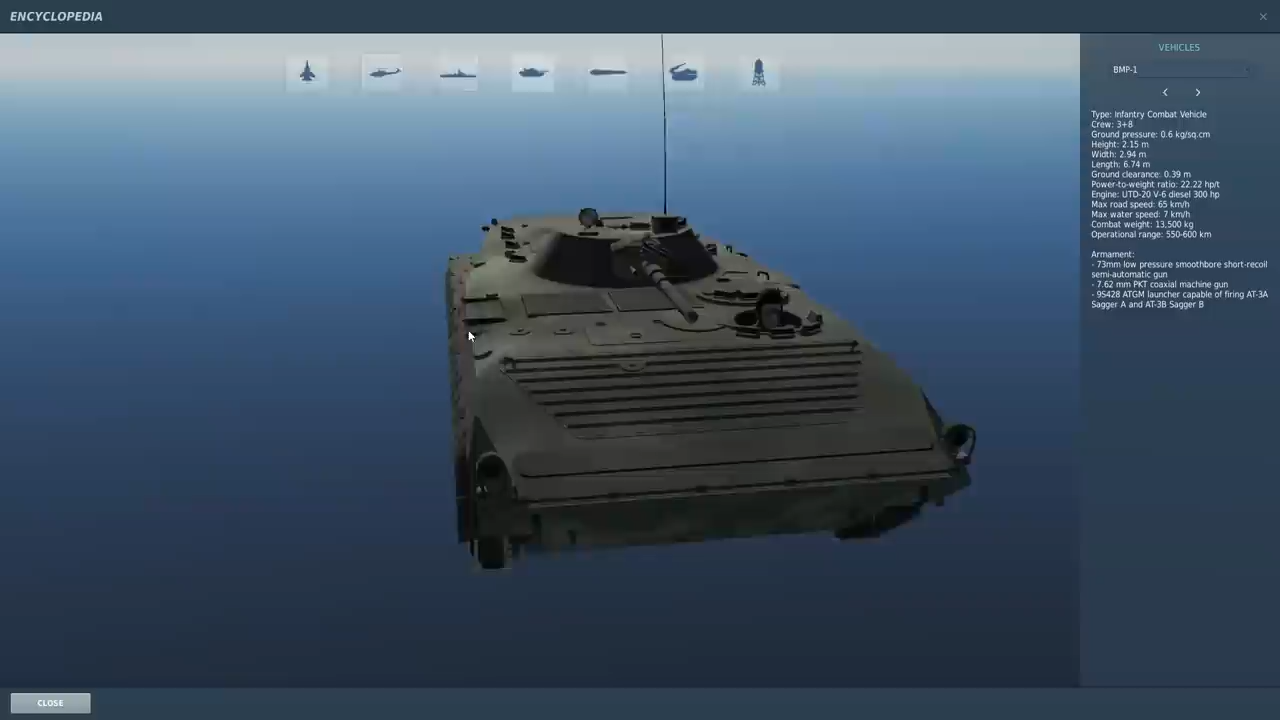 ENCYCLOPEDIA
VEHICLES
BMP-1
Type: Infantry Combat Vehicle
Crew: 3+8
Ground pressure: 0.6 kg/sq.cm
Height: 2.15 m
Width: 2.94 m
Length: 6.74 m
Ground clearance: 0.39 m
Power-to-weight ratio: 22.22 hp/t
Engine: UTD-20 V-6 diesel 300 hp
Max road speed: 65 km/h
Max water speed: 7 km/h
Combat weight: 13,500 kg
Operational range: 550-600 km
Armament:
- 73mm low pressure smoothbore short-recoil
semi-automatic gun
- 7.62 mm PKT coaxial machine gun
- 9S428 ATGM launcher capable of firing AT-3A
Sagger A and AT-3B Sagger B
CLOSE